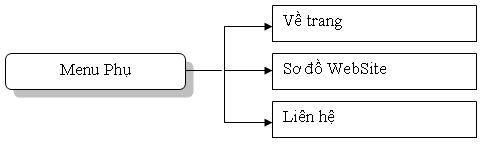 Menu Phụ
Về trang
Sơ đồ WebSite
Liên hệ